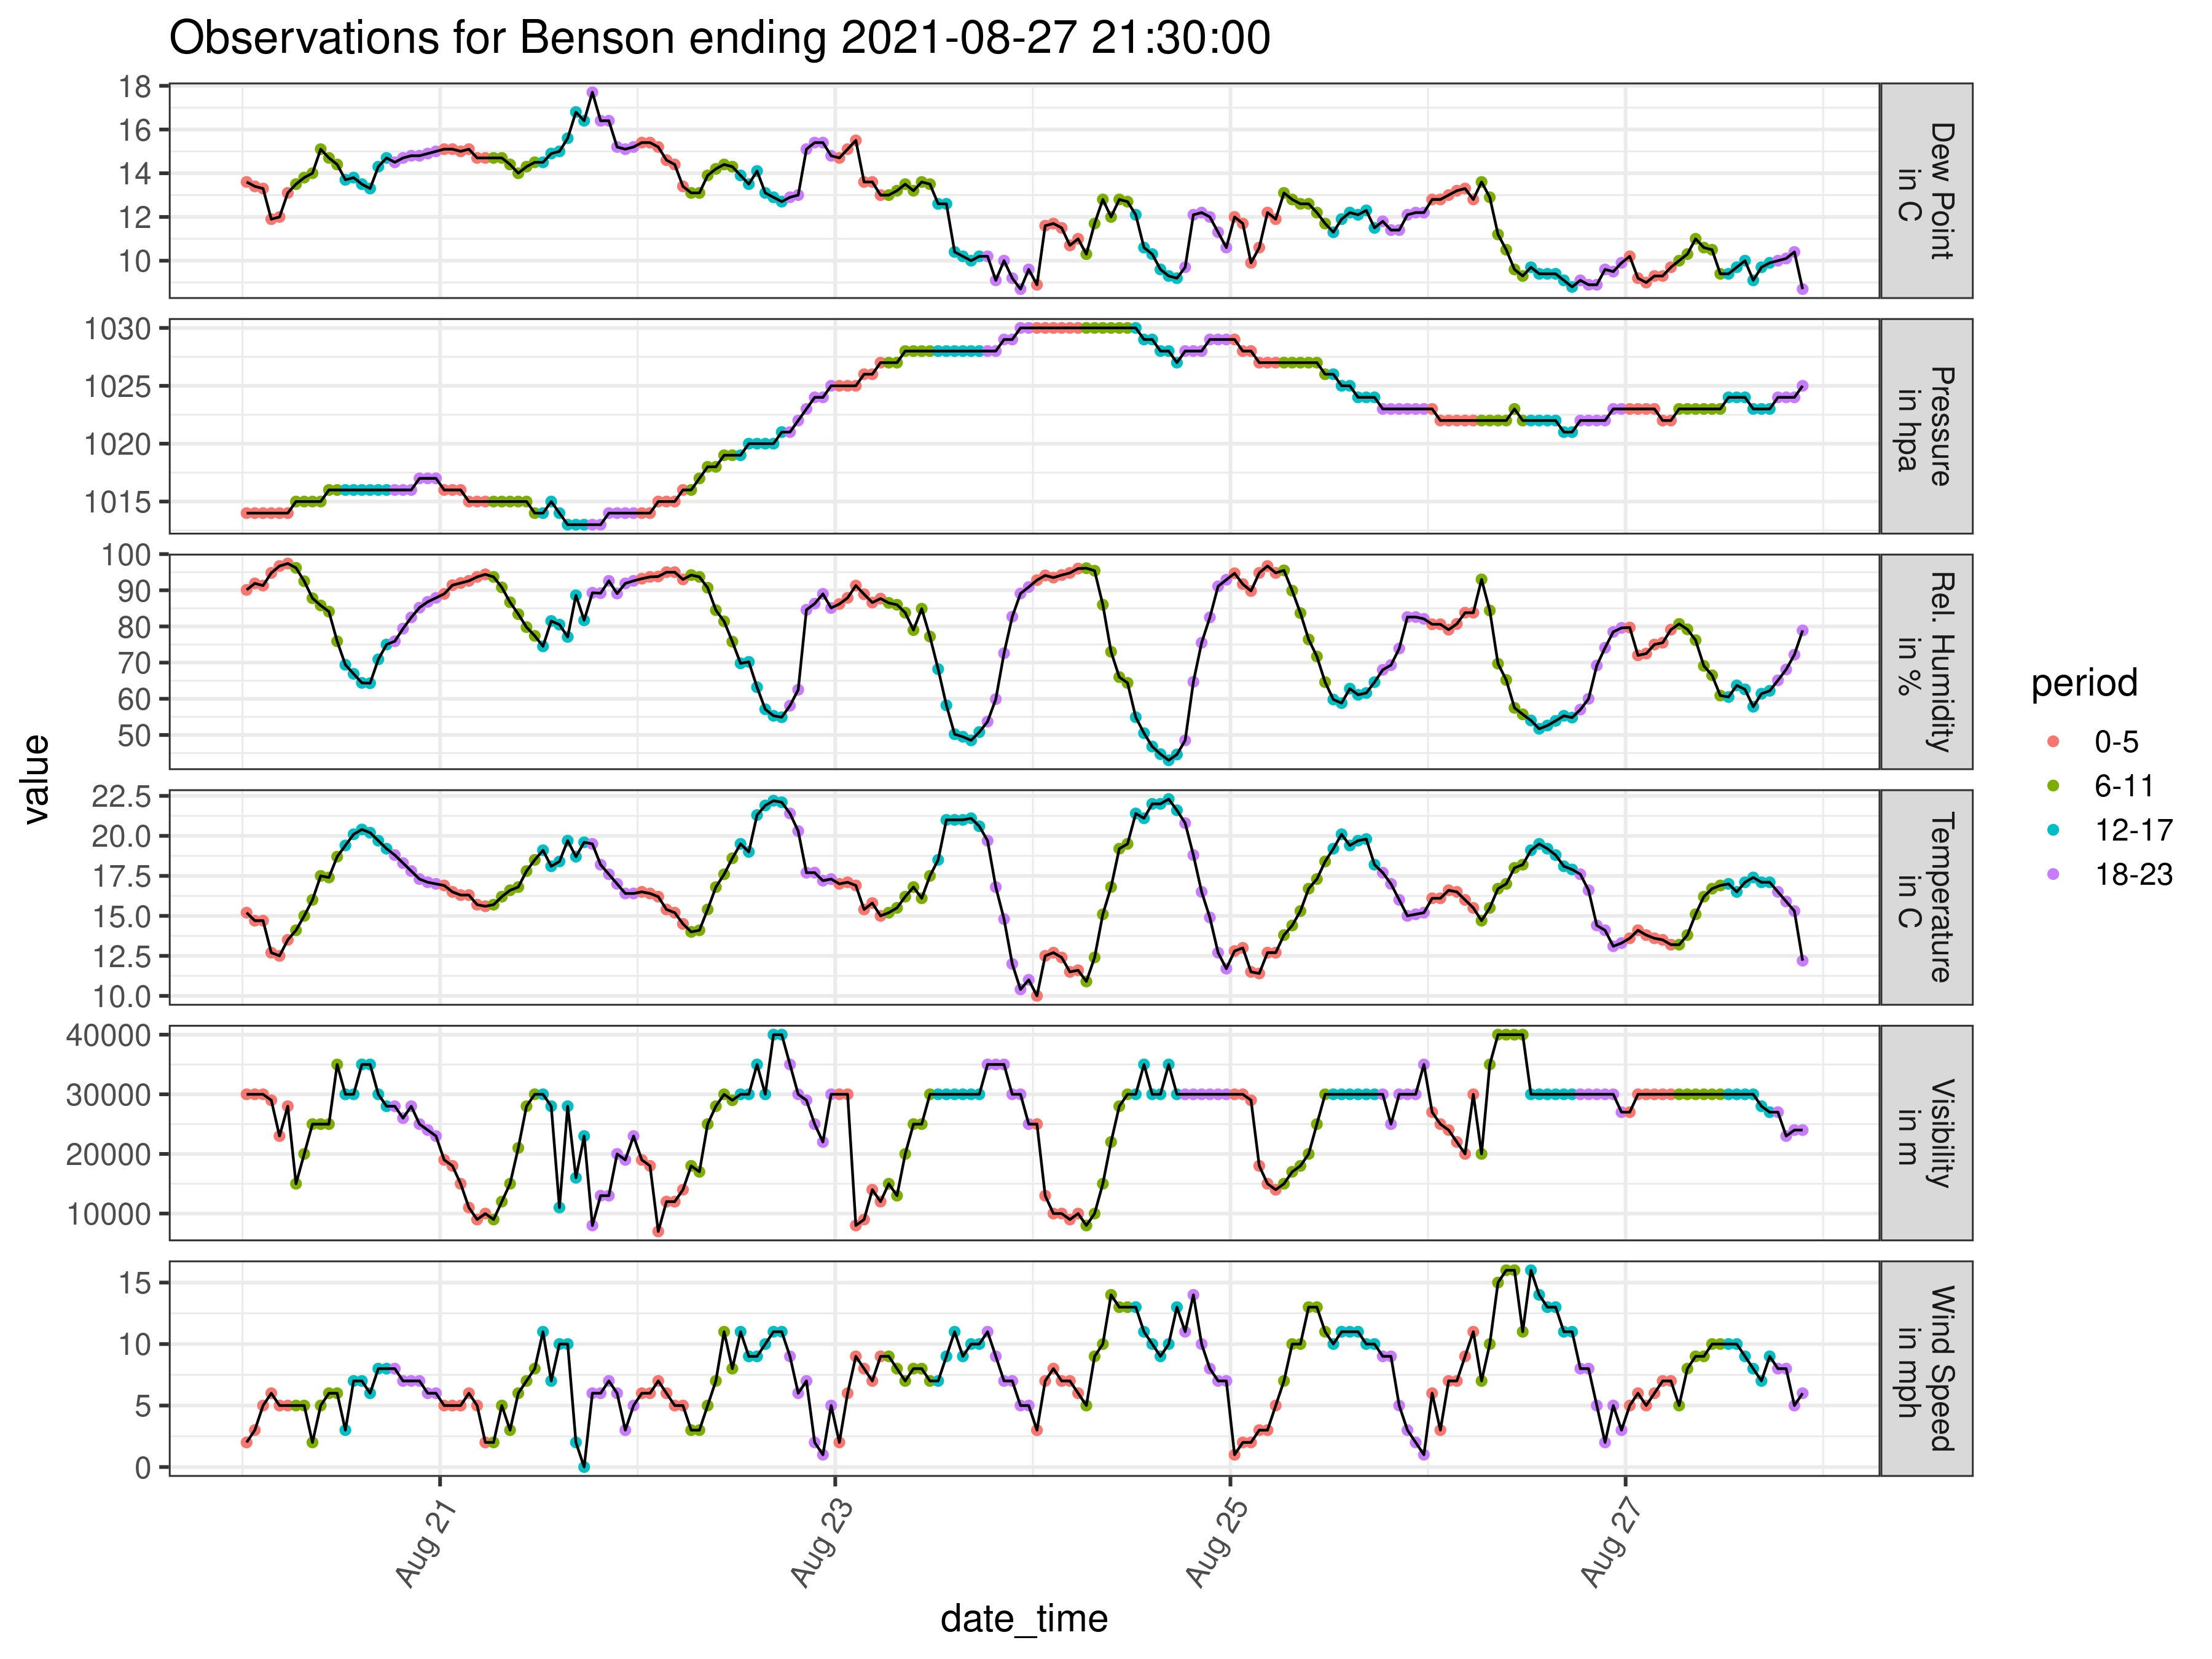 Observations for Benson ending 2021-08-27 21:30:00
18
16
14
12
10
Dew Point
in C
1030
1025
1020
1015
Pressure
in hpa
100
90
80
70
60
50
Rel. Humidity
in %
22.5
20.0
17.5
15.0
12.5
10.0
Temperature
in C
40000
30000
20000
10000
Visibility
in m
15
10
5
0
Wind Speed
in mph
value
Aug 21
Aug 23
Aug 25
Aug 27
date_time
period
0-5
6-11
12-17
18-23